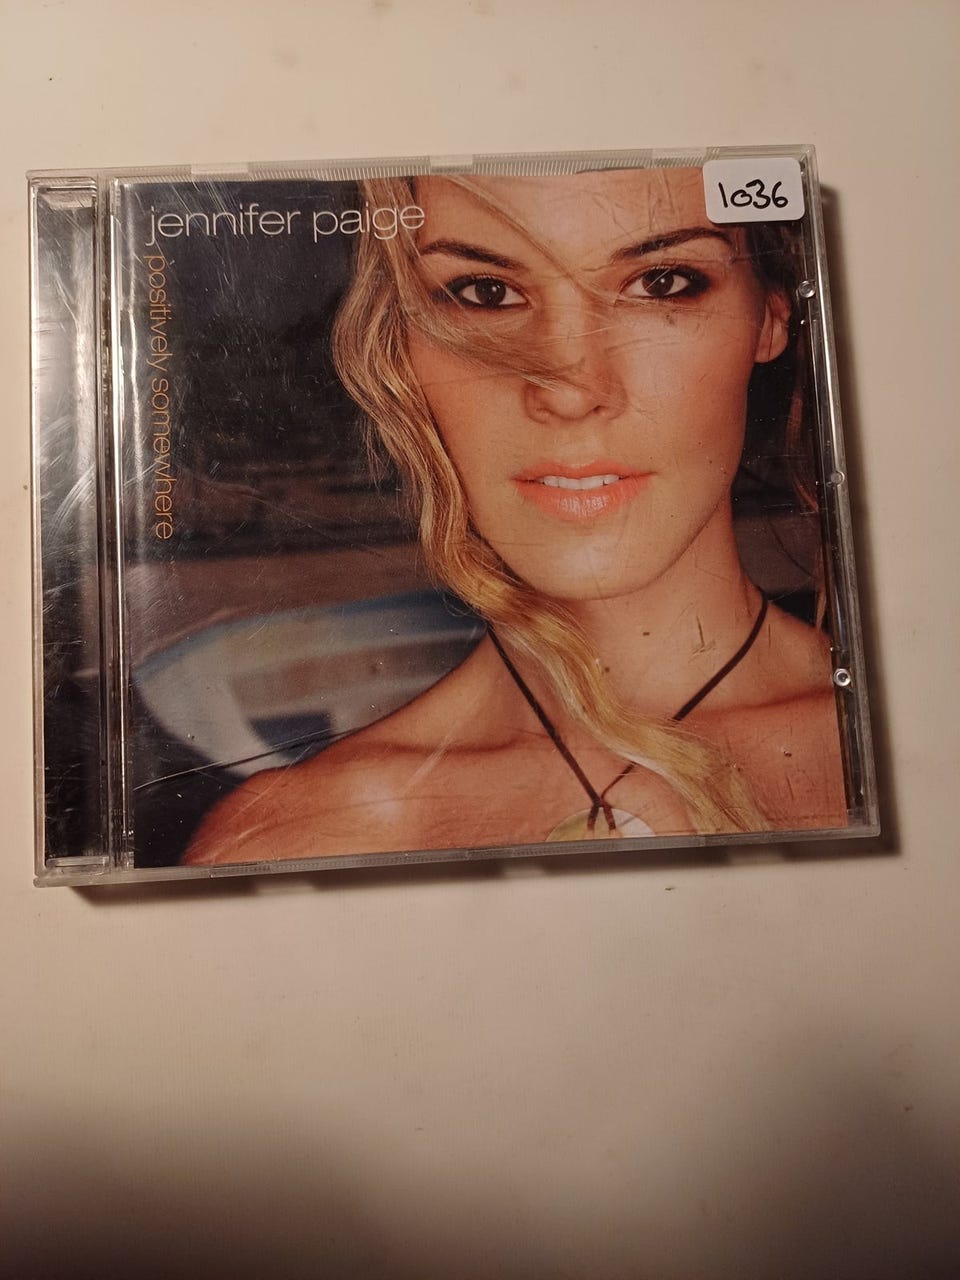 jennifer paige
positively somewhere
1036